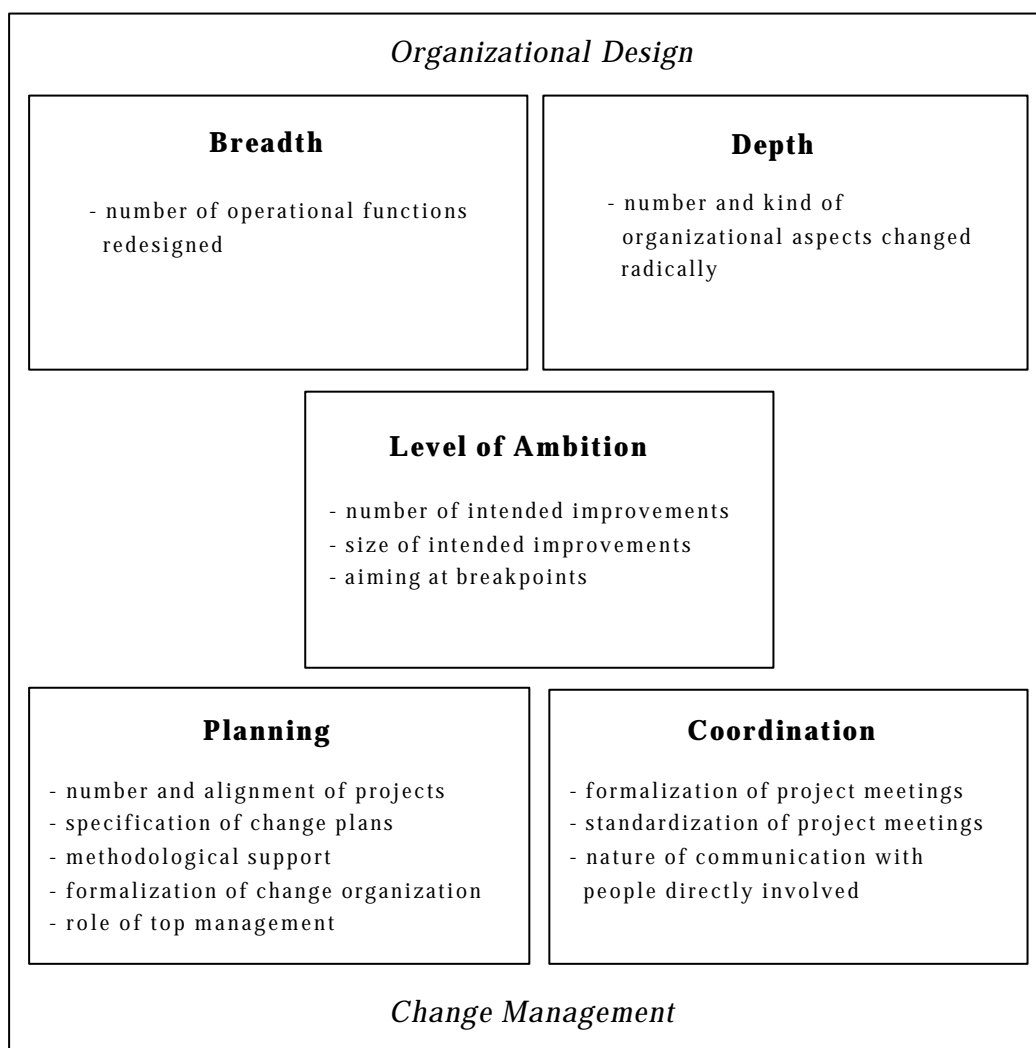 Organizational Design
Breadth
- number of operational functions
redesigned
Depth
- number and kind of
organizational aspects changed
radically
Level of Ambition
- number of intended improvements
- size of intended improvements
- aiming at breakpoints
Planning
- number and alignment of projects
- specification of change plans
- methodological support
- formalization of change organization
- role of top management
Coordination
- formalization of project meetings
- standardization of project meetings
- nature of communication with
people directly involved
Change Management